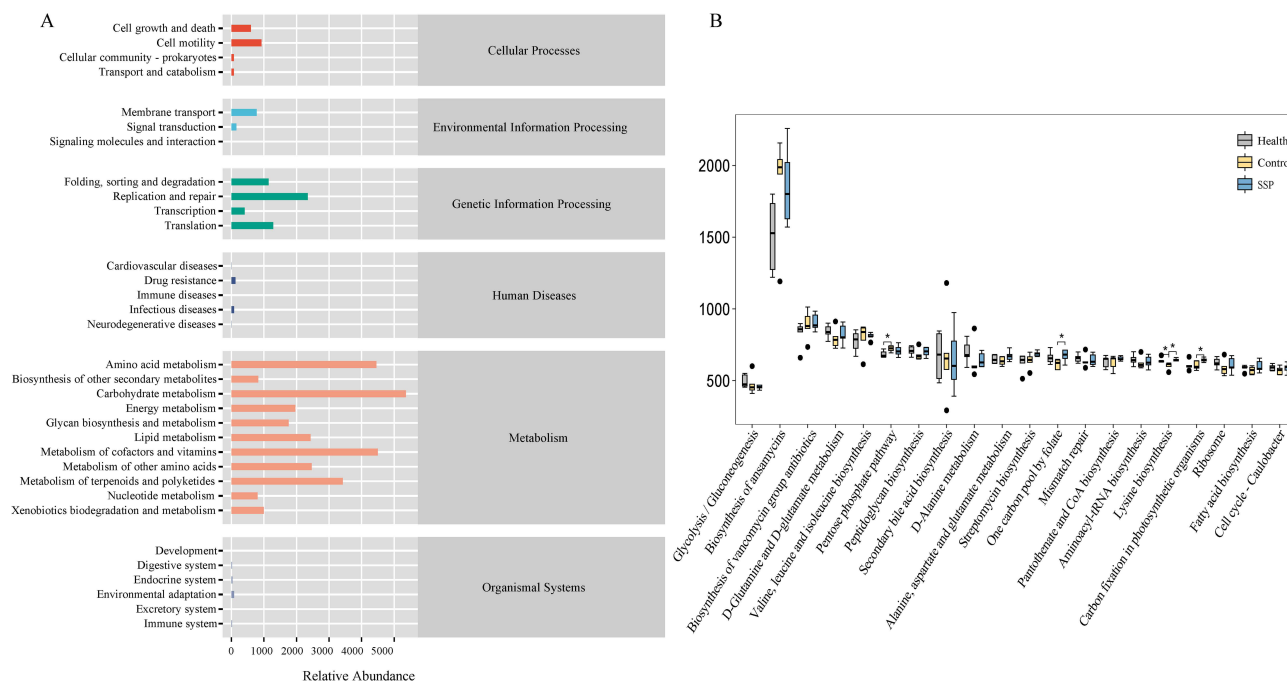 A
Cell growth and death
Cell motility
Cellular community - prokaryotes
Transport and catabolism
Cellular Processes
Membrane transport
Signal transduction
Signaling molecules and interaction
Environmental Information Processing
Folding, sorting and degradation
Replication and repair
Transcription
Translation
Genetic Information Processing
Cardiovascular diseases
Drug resistance
Immune diseases
Infectious diseases
Neurodegenerative diseases
Human Diseases
Amino acid metabolism
Biosynthesis of other secondary metabolites
Carbohydrate metabolism
Energy metabolism
Glycan biosynthesis and metabolism
Lipid metabolism
Metabolism of cofactors and vitamins
Metabolism of other amino acids
Metabolism of terpenoids and polyketides
Nucleotide metabolism
Xenobiotics biodegradation and metabolism
Metabolism
Development
Digestive system
Endocrine system
Environmental adaptation
Excretory system
Immune system
Organismal Systems
0 1000 2000 3000 4000 5000
Relative Abundance
B
2000
1500
1000
500
Health
Control
SSP
*
*
*
*
*
Glycolysis / Gluconeogenesis
Biosynthesis of ansamycins
Biosynthesis of vancomycin group antibiotics
D-Glutamine and D-glutamate metabolism
Valine, leucine and isoleucine biosynthesis
Pentose phosphate pathway
Peptidoglycan biosynthesis
Secondary bile acid biosynthesis
D-Alanine metabolism
Alanine, aspartate and glutamate metabolism
Streptomycin biosynthesis
One carbon pool by folate
Mismatch repair
Pantothenate and CoA biosynthesis
Aminoacyl-tRNA biosynthesis
Lysine biosynthesis
Carbon fixation in photosynthetic organisms
Ribosome
Fatty acid biosynthesis
Cell cycle - Caulobacter